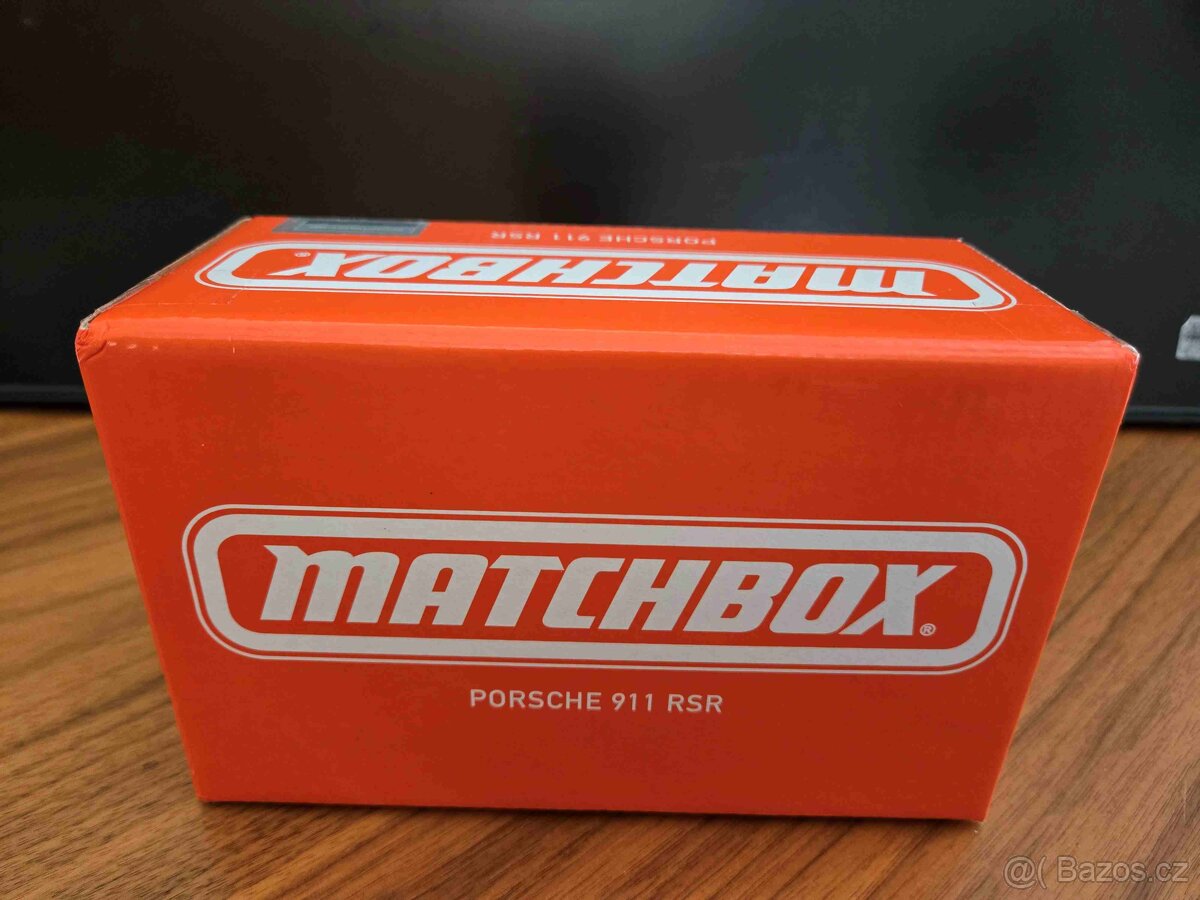 PORSCHE 911 RSR
MATCHBOX®
MATCHBOX®
PORSCHE 911 RSR
@( Bazos.cz